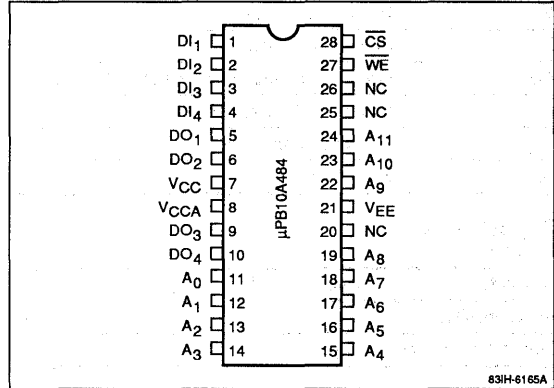 DI1 1 28 CS
DI2 2 27 WE
DI3 3 26 NC
DI4 4 25 NC
DO1 5 24 A11
DO2 6 23 A10
VCC 7 22 A9
VCCA 8 21 VEE
DO3 9 20 NC
DO4 10 19 A8
A0 11 18 A7
A1 12 17 A6
A2 13 16 A5
A3 14 15 A4
μPB10A484
83IH-6165A